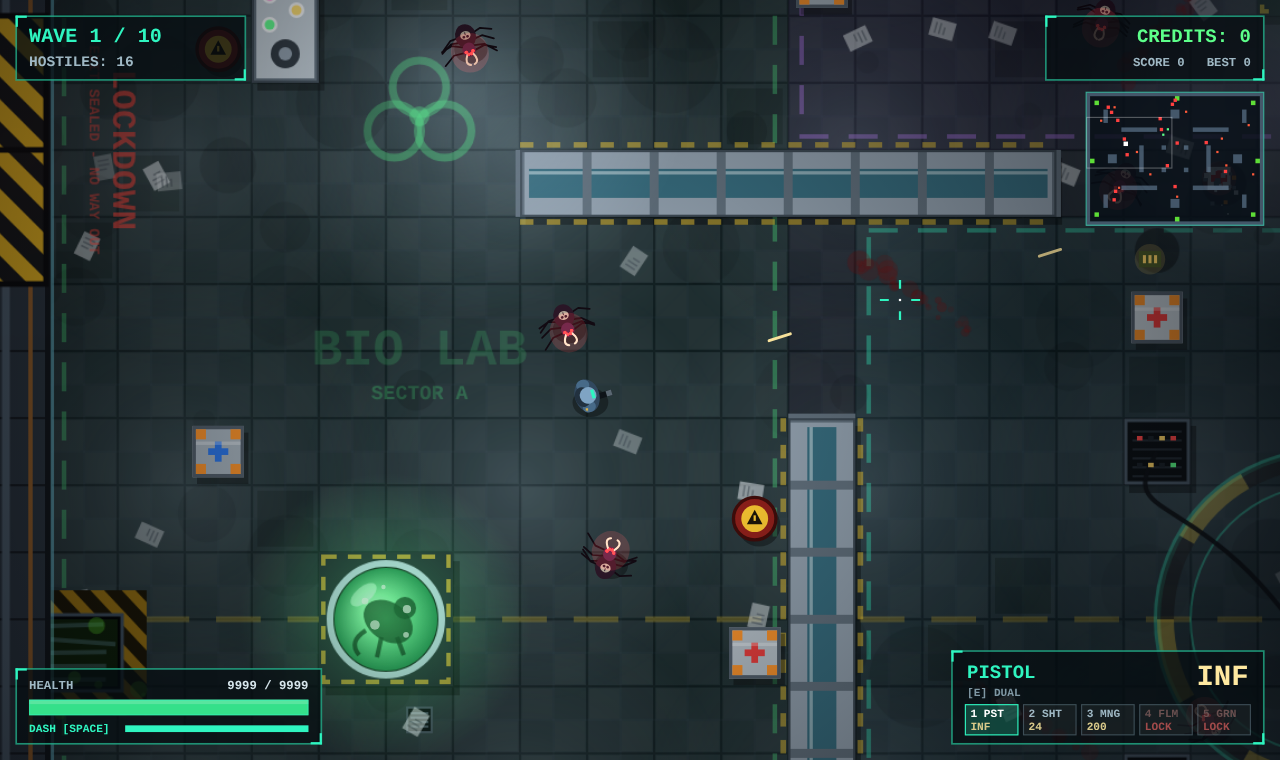 WAVE 1 / 10
HOSTILES: 16
CREDITS: 0
SCORE 0 BEST 0
LOCKDOWN
SEALED
NO WAY
BIO LAB
SECTOR A
HEALTH 9999 / 9999
DASH [SPACE]
PISTOL INF
[E] DUAL
1 PST 2 SHT 3 MNG 4 FLM 5 GRN
INF 24 200 LOCK LOCK